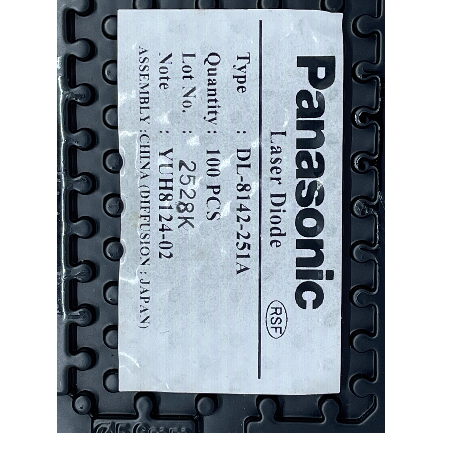 Panasonic
Laser Diode
RSF
Type : DL-8142-251A
Quantity : 100 PCS
Lot No. : 2528K
Note : YUH8124-02
ASSEMBLY :CHINA (DIFFUSION : JAPAN)